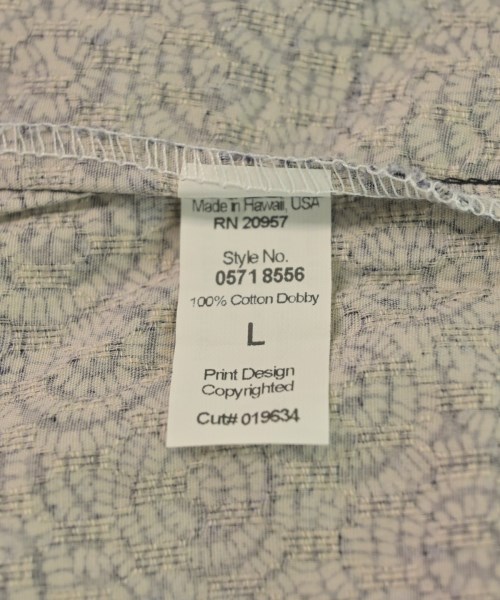 Made in Hawaii, USA
RN 20957
Style No.
0571 8556
100% Cotton Dobby
L
Print Design
Copyrighted
Cut# 019634